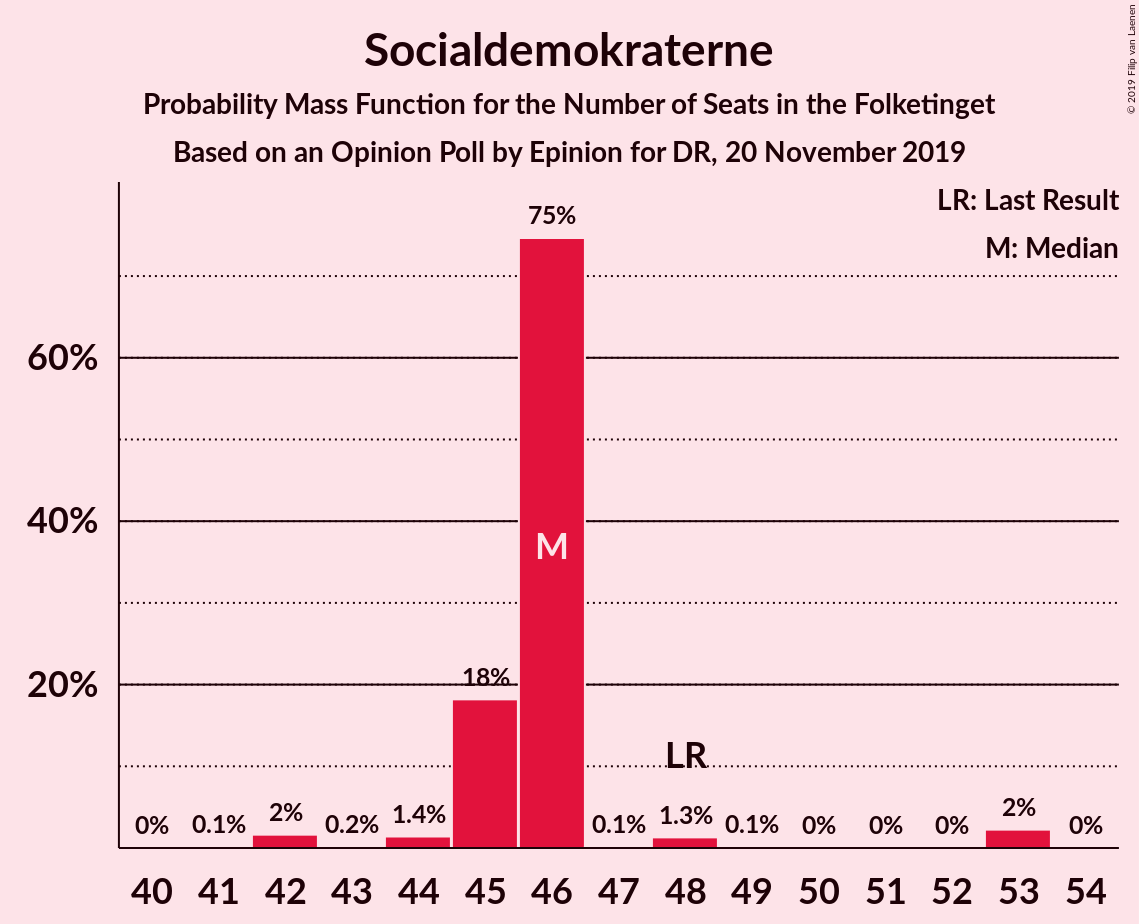 Socialdemokraterne
Probability Mass Function for the Number of Seats in the Folketinget
Based on an Opinion Poll by Epinion for DR, 20 November 2019
© 2019 Filip van Laenen
LR: Last Result
M: Median
60%
40%
20%
0%
0.1%
2%
0.2%
1.4%
18%
75%
M
0.1%
LR
1.3%
0.1%
0%
0%
0%
2%
0%
40 41 42 43 44 45 46 47 48 49 50 51 52 53 54